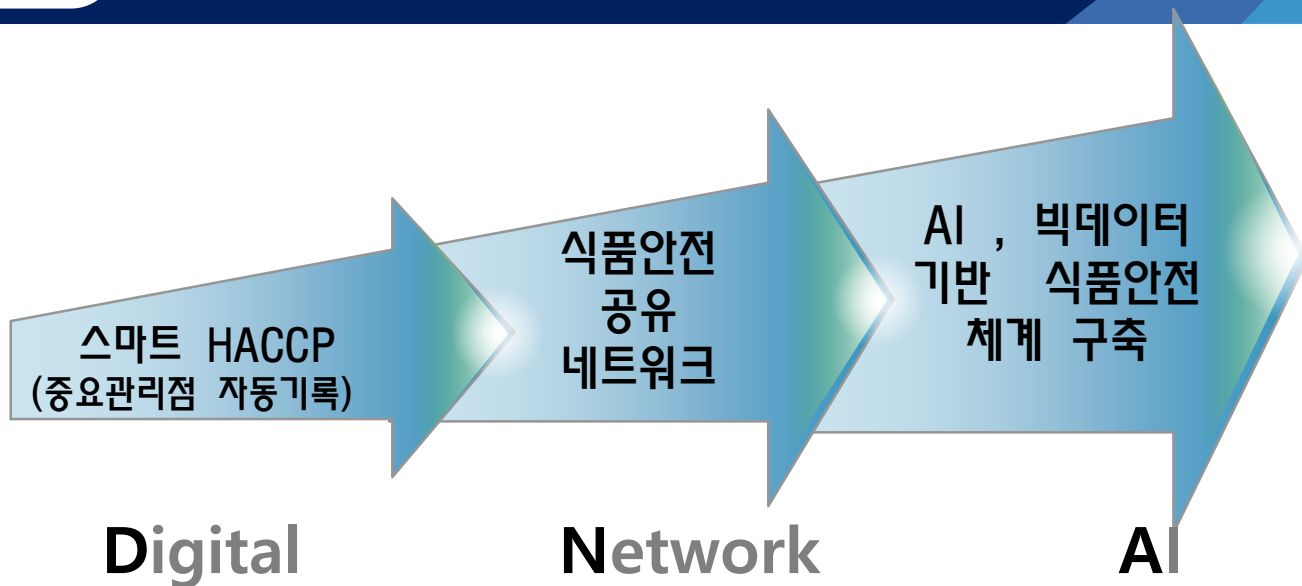 스마트 HACCP
(중요관리점 자동기록)
식품안전
공유
네트워크
AI , 빅데이터
기반 식품안전
체계 구축
Digital
Network
AI